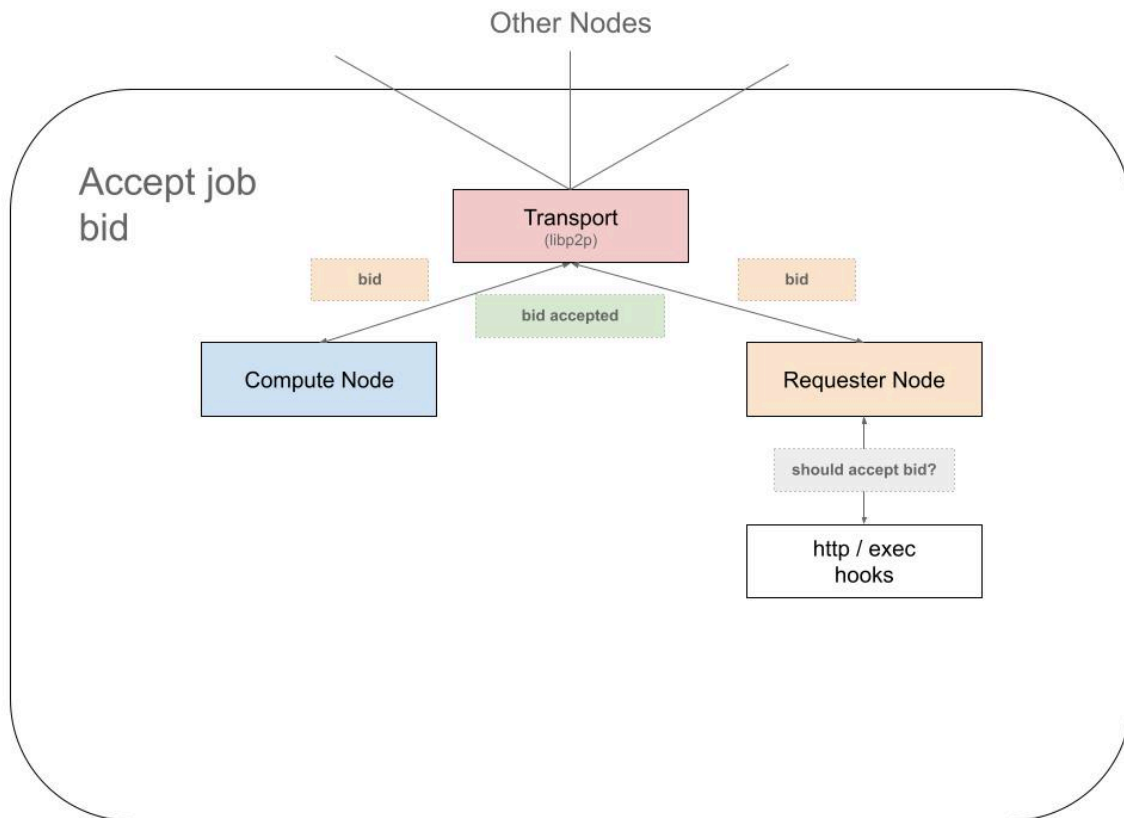 Other Nodes
Accept job
bid
Transport
(libp2p)
bid
bid
bid accepted
Compute Node
Requester Node
should accept bid?
http / exec
hooks